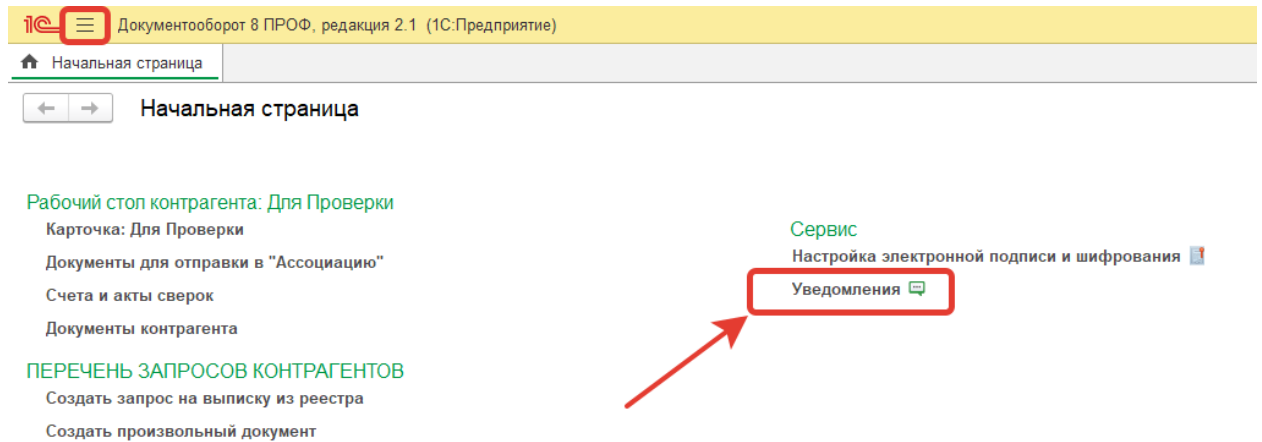 1С Документооборот 8 ПРОФ, редакция 2.1 (1С:Предприятие)
Начальная страница
Начальная страница
Рабочий стол контрагента: Для Проверки
Карточка: Для Проверки
Документы для отправки в "Ассоциацию"
Счета и акты сверок
Документы контрагента
ПЕРЕЧЕНЬ ЗАПРОСОВ КОНТРАГЕНТОВ
Создать запрос на выписку из реестра
Создать произвольный документ
Сервис
Настройка электронной подписи и шифрования
Уведомления